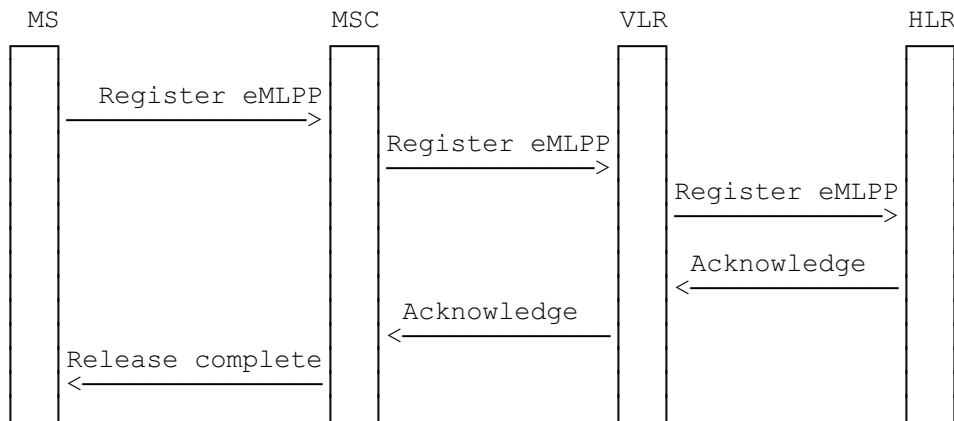 MS MSC VLR HLR
Register eMLPP
Register eMLPP
Register eMLPP
Acknowledge
Acknowledge
Release complete